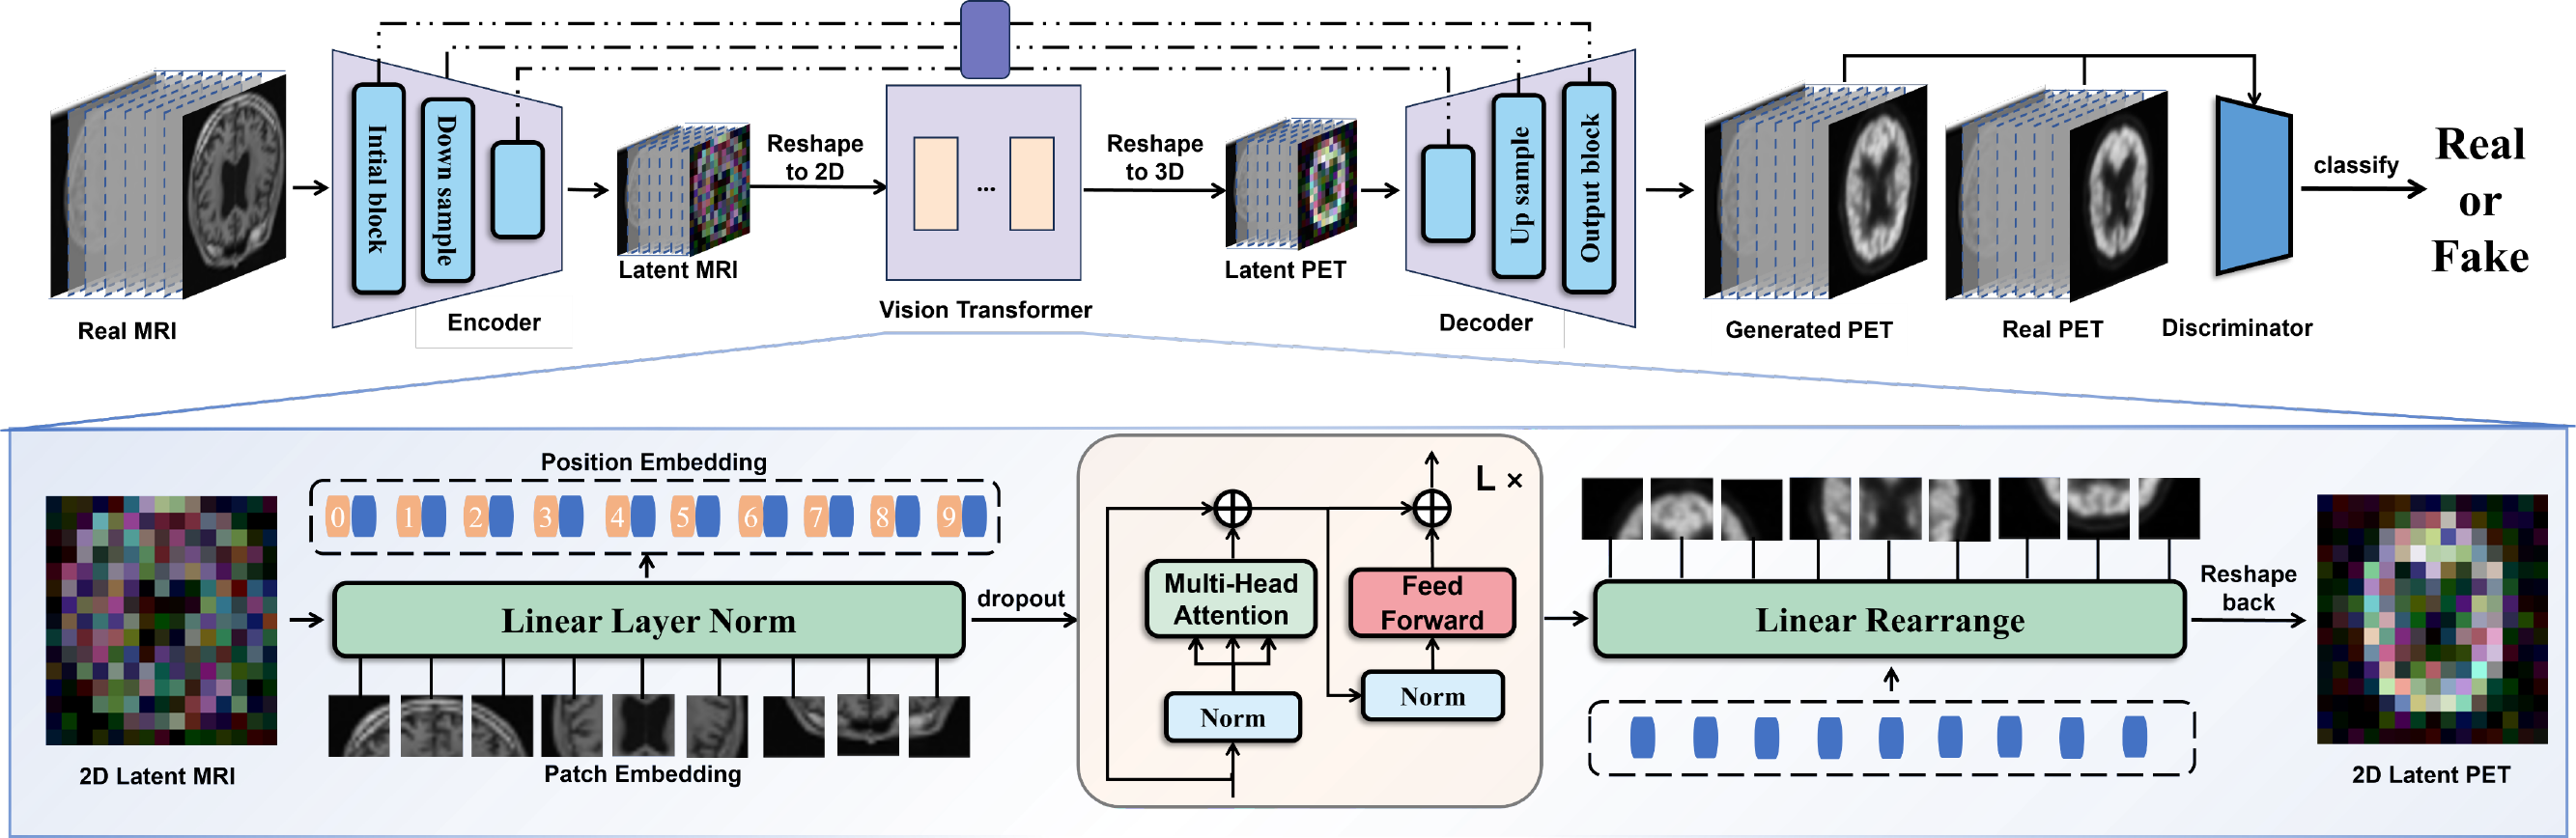 Intial block
Down sample
Reshape
to 2D
...
Reshape
to 3D
Up sample
Output block
classify
Real
or
Fake
Real MRI
Encoder
Latent MRI
Vision Transformer
Latent PET
Decoder
Generated PET
Real PET
Discriminator
Position Embedding
0 1 2 3 4 5 6 7 8 9
Linear Layer Norm
dropout
Patch Embedding
2D Latent MRI
L ×
Multi-Head
Attention
Feed
Forward
Norm
Norm
Linear Rearrange
Reshape
back
2D Latent PET